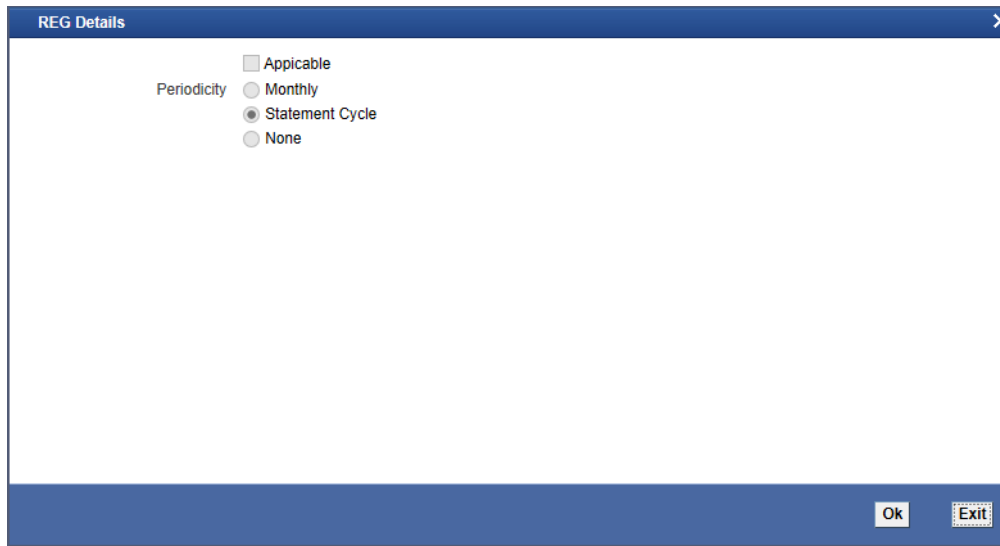 REG Details
Appicable
Periodicity Monthly
Statement Cycle
None
Ok Exit